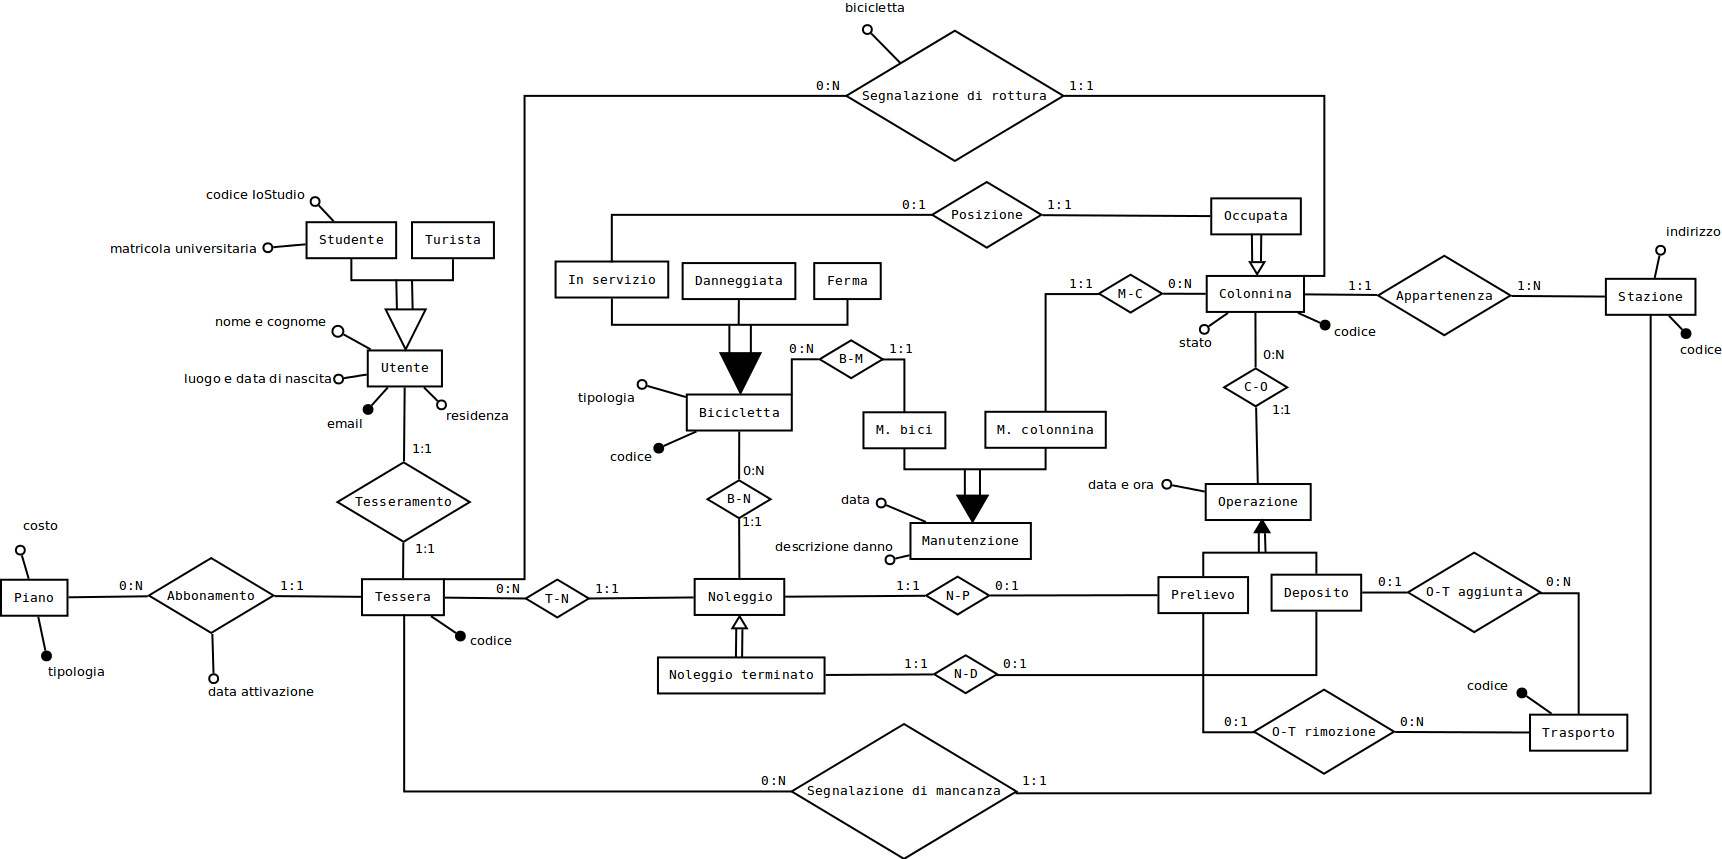 bicicletta
0:N
Segnalazione di rottura
1:1
codice IoStudio
matricola universitaria
Studente
Turista
0:1
Posizione
1:1
Occupata
indirizzo
In servizio
Danneggiata
Ferma
1:1
M-C
0:N
Colonnina
1:1
Appartenenza
1:N
Stazione
nome e cognome
stato
codice
codice
luogo e data di nascita
Utente
email
residenza
0:N
B-M
1:1
0:N
C-O
1:1
tipologia
Bicicletta
codice
M. bici
M. colonnina
1:1
Tesseramento
1:1
0:N
B-N
1:1
data
descrizione danno
Manutenzione
data e ora
Operazione
costo
Piano
tipologia
0:N
Abbonamento
1:1
data attivazione
Tessera
codice
0:N
T-N
1:1
Noleggio
1:1
N-P
0:1
Prelievo
Deposito
0:1
O-T aggiunta
0:N
Noleggio terminato
1:1
N-D
0:1
codice
0:1
O-T rimozione
0:N
Trasporto
0:N
Segnalazione di mancanza
1:1